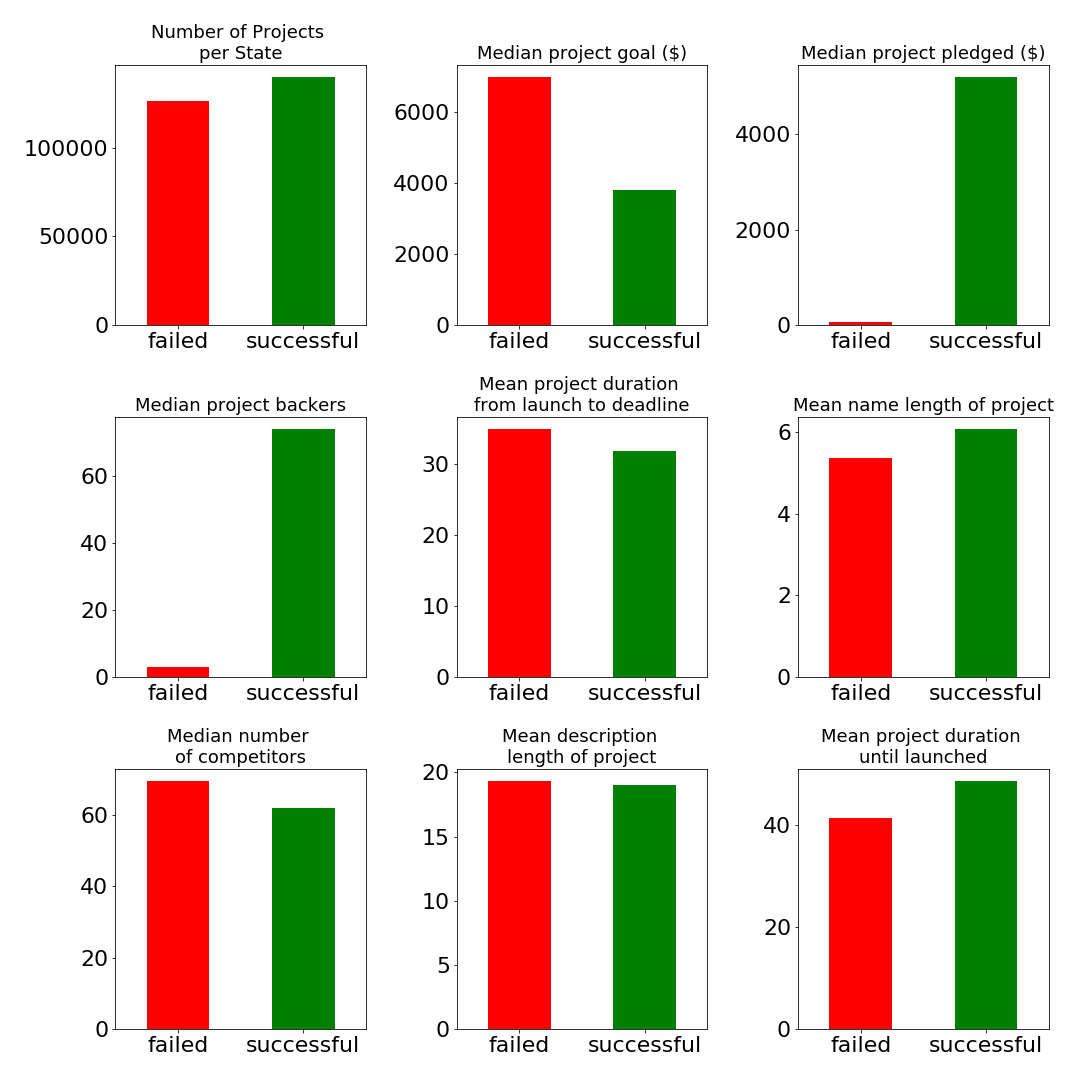 Number of Projects
per State
100000
50000
0
failed
successful
Median project goal ($)
6000
4000
2000
0
failed
successful
Median project pledged ($)
4000
2000
0
failed
successful
Median project backers
60
40
20
0
failed
successful
Mean project duration
from launch to deadline
30
20
10
0
failed
successful
Mean name length of project
6
4
2
0
failed
successful
Median number
of competitors
60
40
20
0
failed
successful
Mean description
length of project
20
15
10
5
0
failed
successful
Mean project duration
until launched
40
20
0
failed
successful